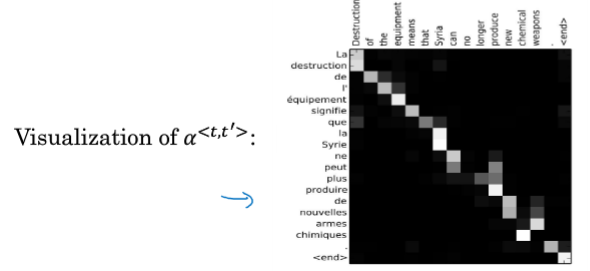 Destruction
of
the
equipment
means
that
Syria
can
no
longer
produce
new
chemical
weapons
.
<end>
La
destruction
de
l'
équipement
signifie
que
la
Syrie
ne
peut
plus
produire
de
nouvelles
armes
chimiques
.
<end>
Visualization of α<t,t′>: